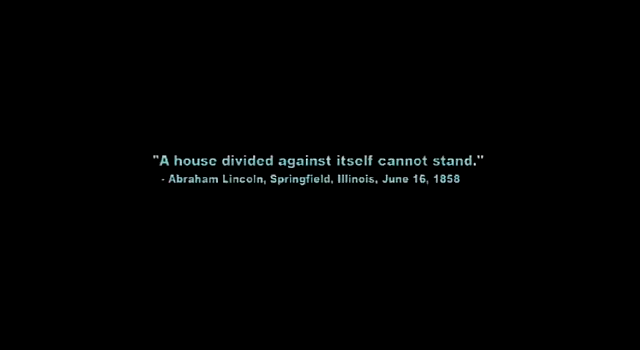 "A house divided against itself cannot stand."
- Abraham Lincoln, Springfield, Illinois, June 16, 1858